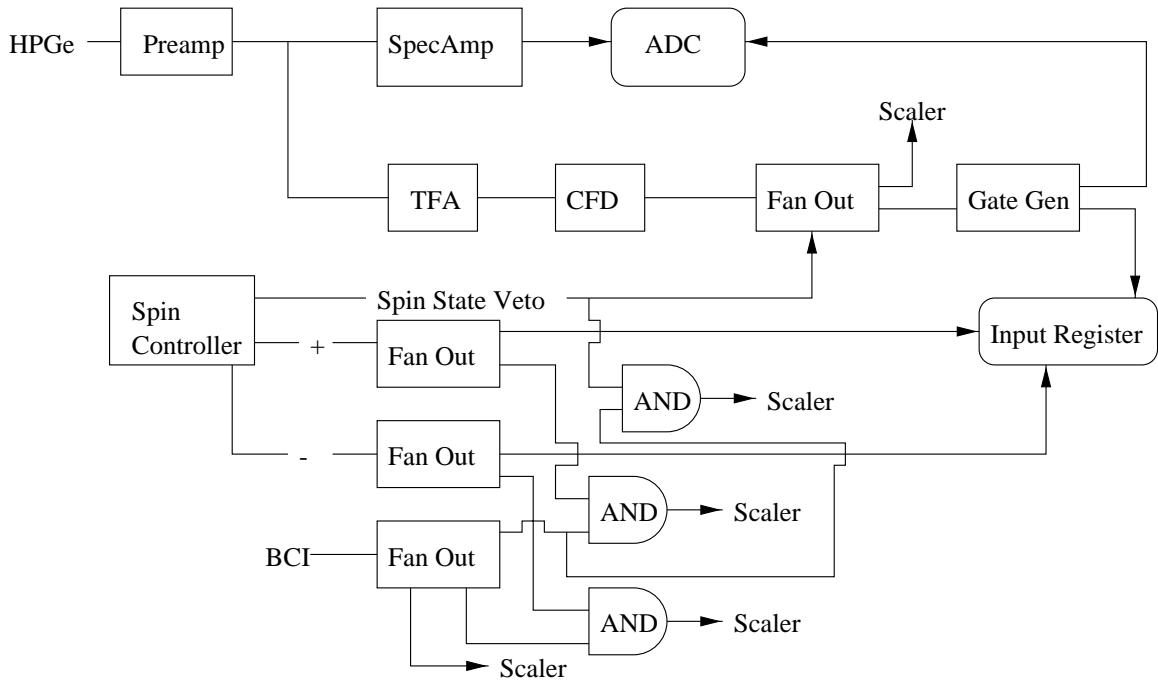 HPGe
Preamp
SpecAmp
ADC
Scaler
TFA
CFD
Fan Out
Gate Gen
Spin
Controller
Spin State Veto
+
Fan Out
Input Register
AND
Scaler
-
Fan Out
AND
Scaler
BCI
Fan Out
AND
Scaler
Scaler